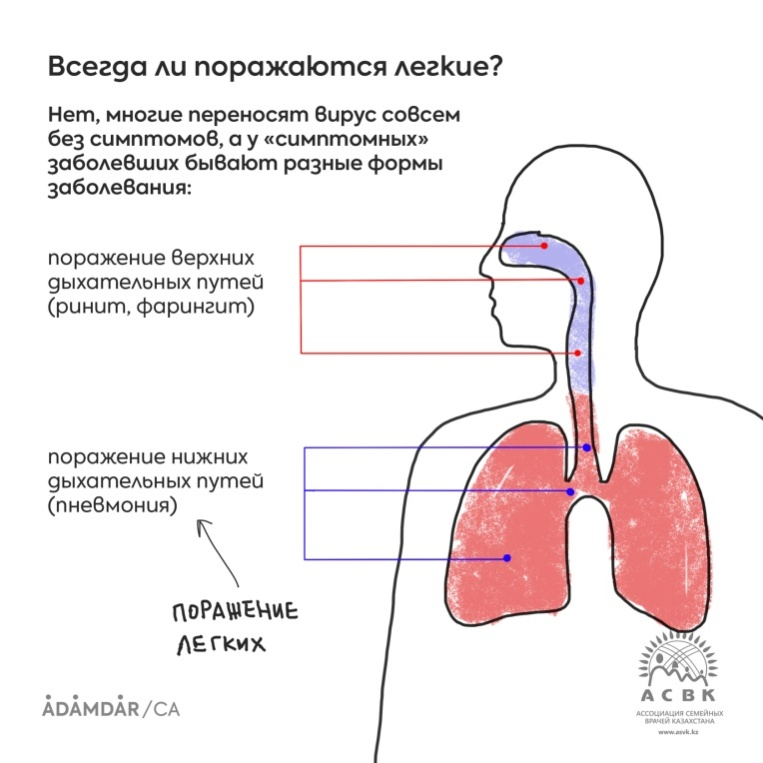 Всегда ли поражаются легкие?
Нет, многие переносят вирус совсем
без симптомов, а у «симптомных»
заболевших бывают разные формы
заболевания:
поражение верхних
дыхательных путей
(ринит, фарингит)
поражение нижних
дыхательных путей
(пневмония)
ПОРАЖЕНИЕ
ЛЕГКИХ
ÅDÅMDÅR/CA
АСВК
АССОЦИАЦИЯ СЕМЕЙНЫХ
ВРАЧЕЙ КАЗАХСТАНА
www.asvk.kz